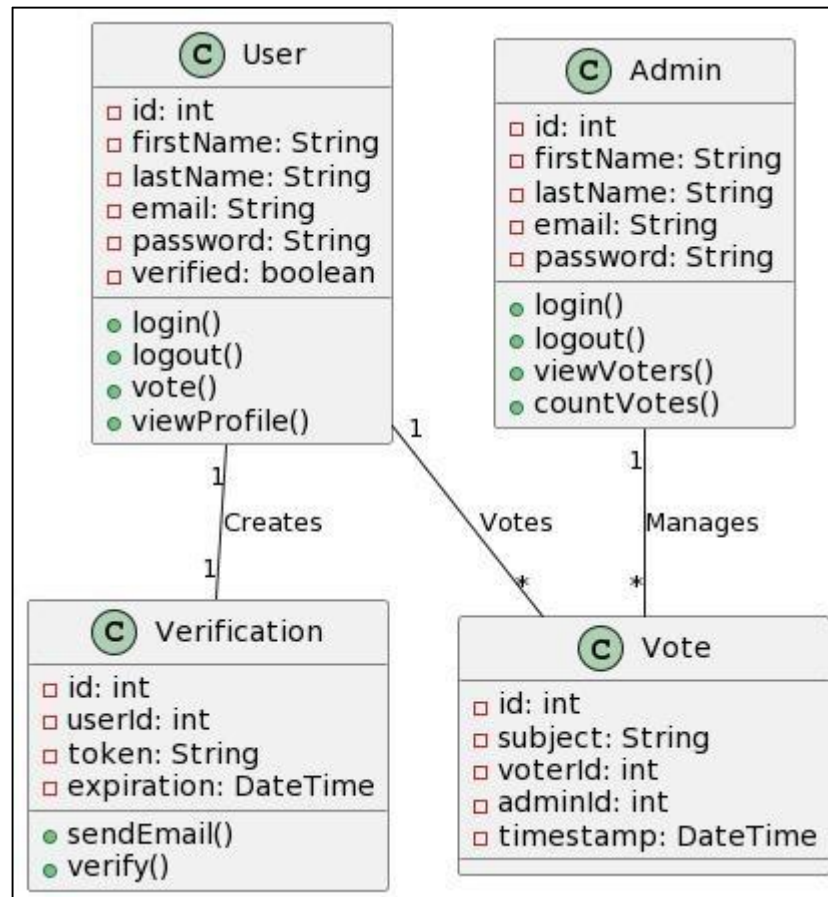 C User
id: int
firstName: String
lastName: String
email: String
password: String
verified: boolean
login()
logout()
vote()
viewProfile()
C Admin
id: int
firstName: String
lastName: String
email: String
password: String
login()
logout()
viewVoters()
countVotes()
1
1
1
Creates
Votes
Manages
1
*
*
C Verification
id: int
userId: int
token: String
expiration: DateTime
sendEmail()
verify()
C Vote
id: int
subject: String
voterId: int
adminId: int
timestamp: DateTime